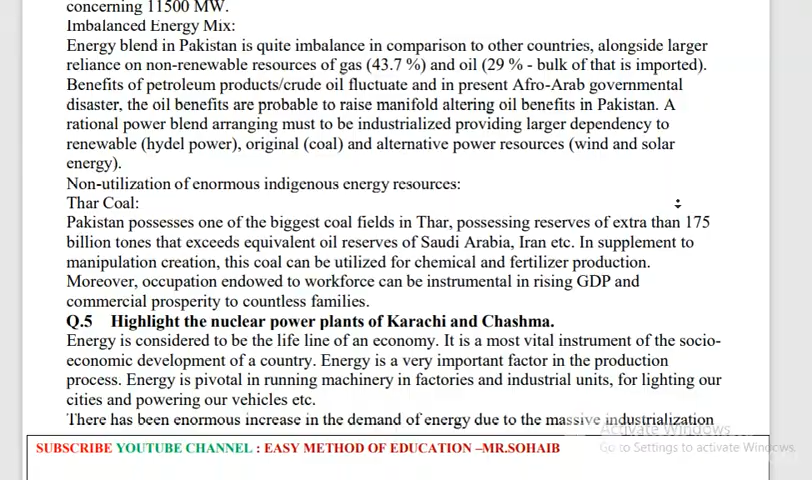 concerning 11500 MW.
Imbalanced Energy Mix:
Energy blend in Pakistan is quite imbalance in comparison to other countries, alongside larger
reliance on non-renewable resources of gas (43.7 %) and oil (29 % - bulk of that is imported).
Benefits of petroleum products/crude oil fluctuate and in present Afro-Arab governmental
disaster, the oil benefits are probable to raise manifold altering oil benefits in Pakistan. A
rational power blend arranging must to be industrialized providing larger dependency to
renewable (hydel power), original (coal) and alternative power resources (wind and solar
energy).
Non-utilization of enormous indigenous energy resources:
Thar Coal:
Pakistan possesses one of the biggest coal fields in Thar, possessing reserves of extra than 175
billion tones that exceeds equivalent oil reserves of Saudi Arabia, Iran etc. In supplement to
manipulation creation, this coal can be utilized for chemical and fertilizer production.
Moreover, occupation endowed to workforce can be instrumental in rising GDP and
commercial prosperity to countless families.
Q.5 Highlight the nuclear power plants of Karachi and Chashma.
Energy is considered to be the life line of an economy. It is a most vital instrument of the socio-
economic development of a country. Energy is a very important factor in the production
process. Energy is pivotal in running machinery in factories and industrial units, for lighting our
cities and powering our vehicles etc.
There has been enormous increase in the demand of energy due to the massive industrialization
Activate Windows
SUBSCRIBE YOUTUBE CHANNEL : EASY METHOD OF EDUCATION –MR.SOHAIB
Go to Settings to activate Windows.